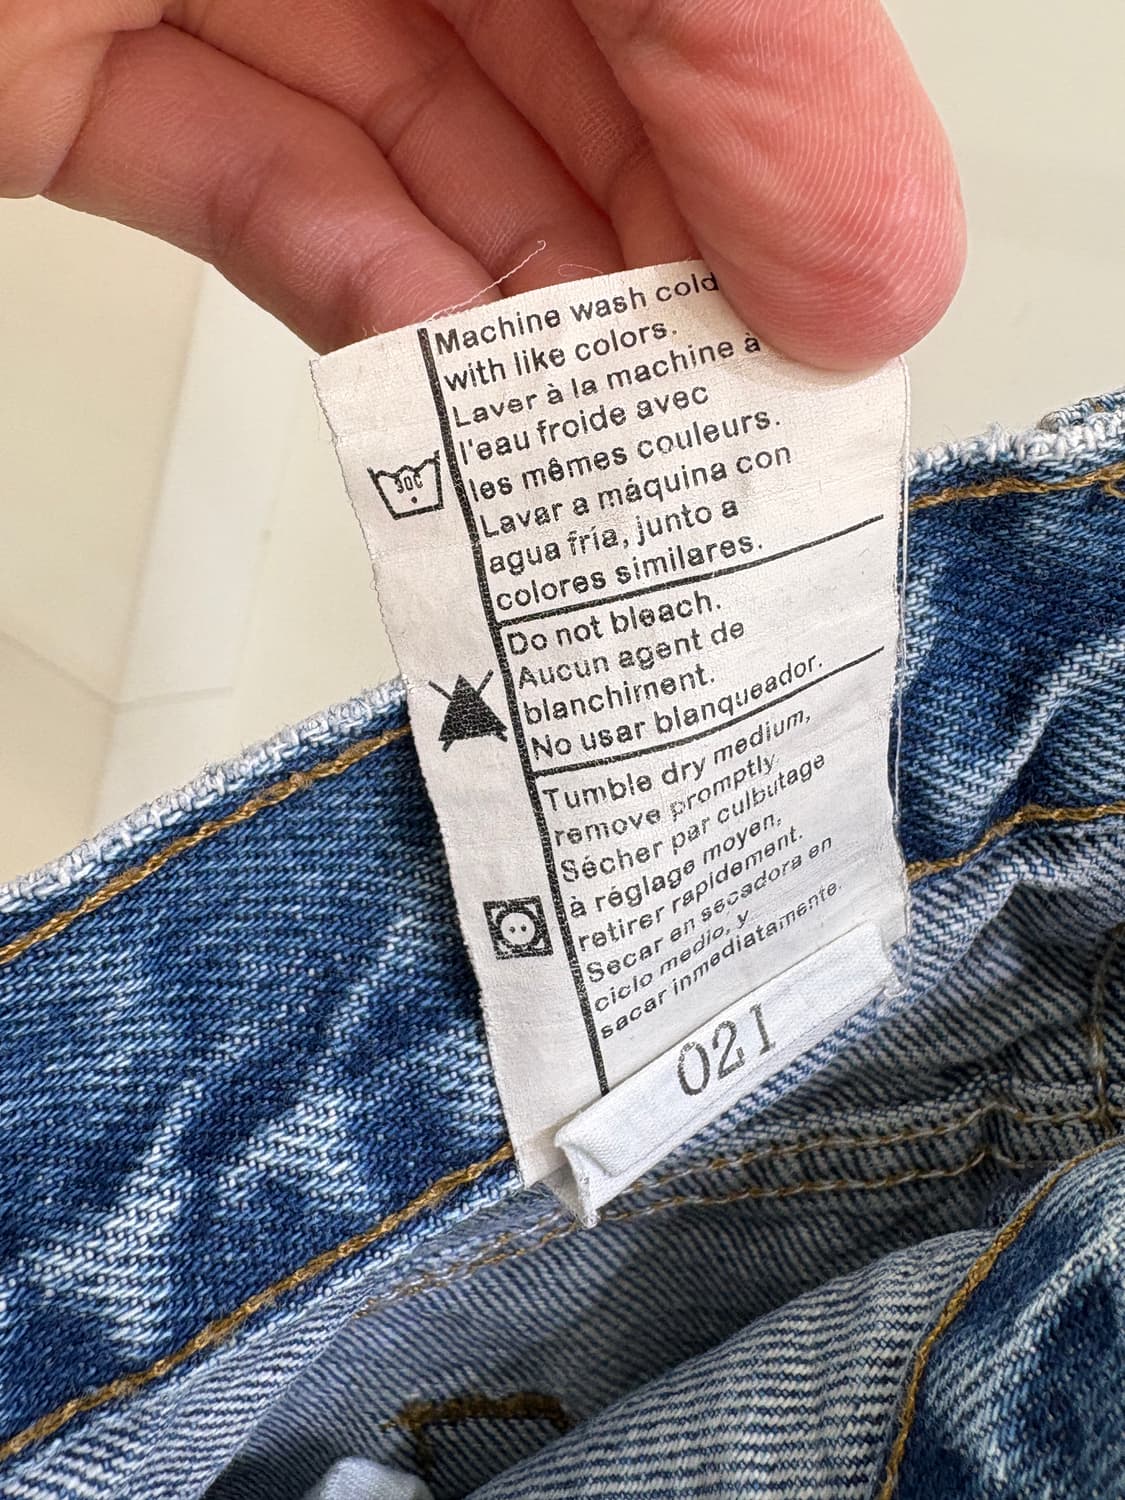 Machine wash cold
with like colors.
Laver à la machine à
l'eau froide avec
les mêmes couleurs.
Lavar a máquina con
agua fría, junto a
colores similares.
30C
Do not bleach.
Aucun agent de
blanchiment.
No usar blanqueador.
Tumble dry medium,
remove promptly.
Sécher par culbutage
à réglage moyen,
retirer rapidement.
Secar en secadora en
ciclo medio, y
sacar inmediatamente.
021